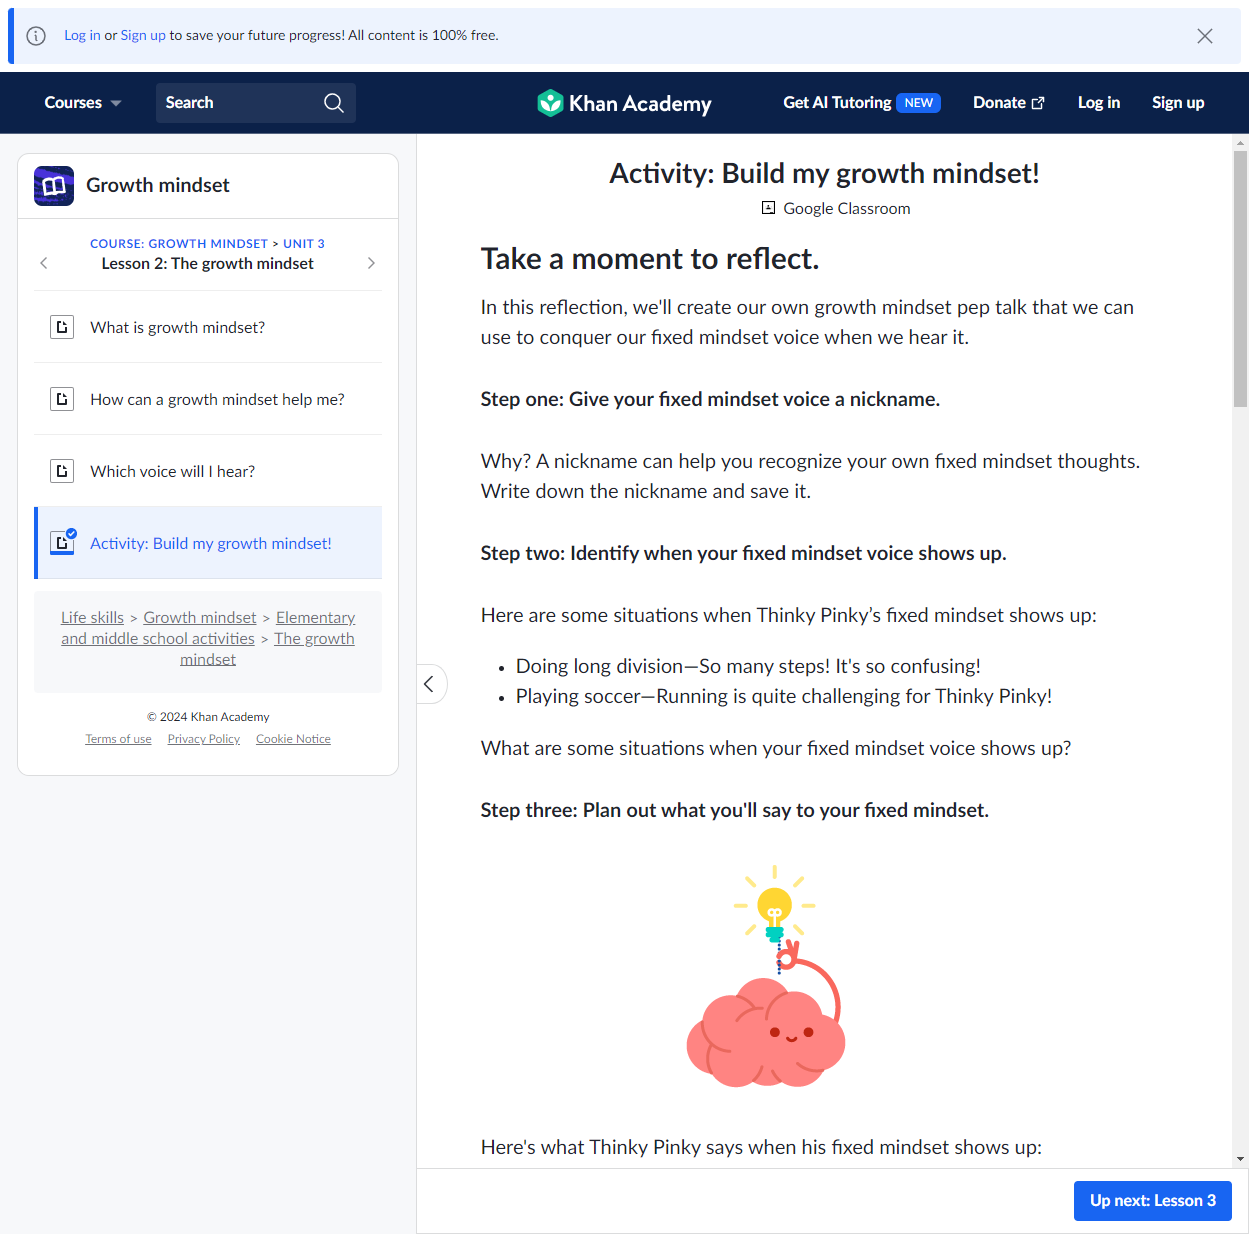 Log in or Sign up to save your future progress! All content is 100% free.
Courses
Search
Khan Academy
Get AI Tutoring NEW
Donate
Log in
Sign up
Growth mindset
COURSE: GROWTH MINDSET > UNIT 3
Lesson 2: The growth mindset
What is growth mindset?
How can a growth mindset help me?
Which voice will I hear?
Activity: Build my growth mindset!
Life skills > Growth mindset > Elementary
and middle school activities > The growth
mindset
© 2024 Khan Academy
Terms of use Privacy Policy Cookie Notice
Activity: Build my growth mindset!
Google Classroom
Take a moment to reflect.
In this reflection, we'll create our own growth mindset pep talk that we can
use to conquer our fixed mindset voice when we hear it.
Step one: Give your fixed mindset voice a nickname.
Why? A nickname can help you recognize your own fixed mindset thoughts.
Write down the nickname and save it.
Step two: Identify when your fixed mindset voice shows up.
Here are some situations when Thinky Pinky’s fixed mindset shows up:
• Doing long division—So many steps! It's so confusing!
• Playing soccer—Running is quite challenging for Thinky Pinky!
What are some situations when your fixed mindset voice shows up?
Step three: Plan out what you'll say to your fixed mindset.
Here's what Thinky Pinky says when his fixed mindset shows up:
Up next: Lesson 3